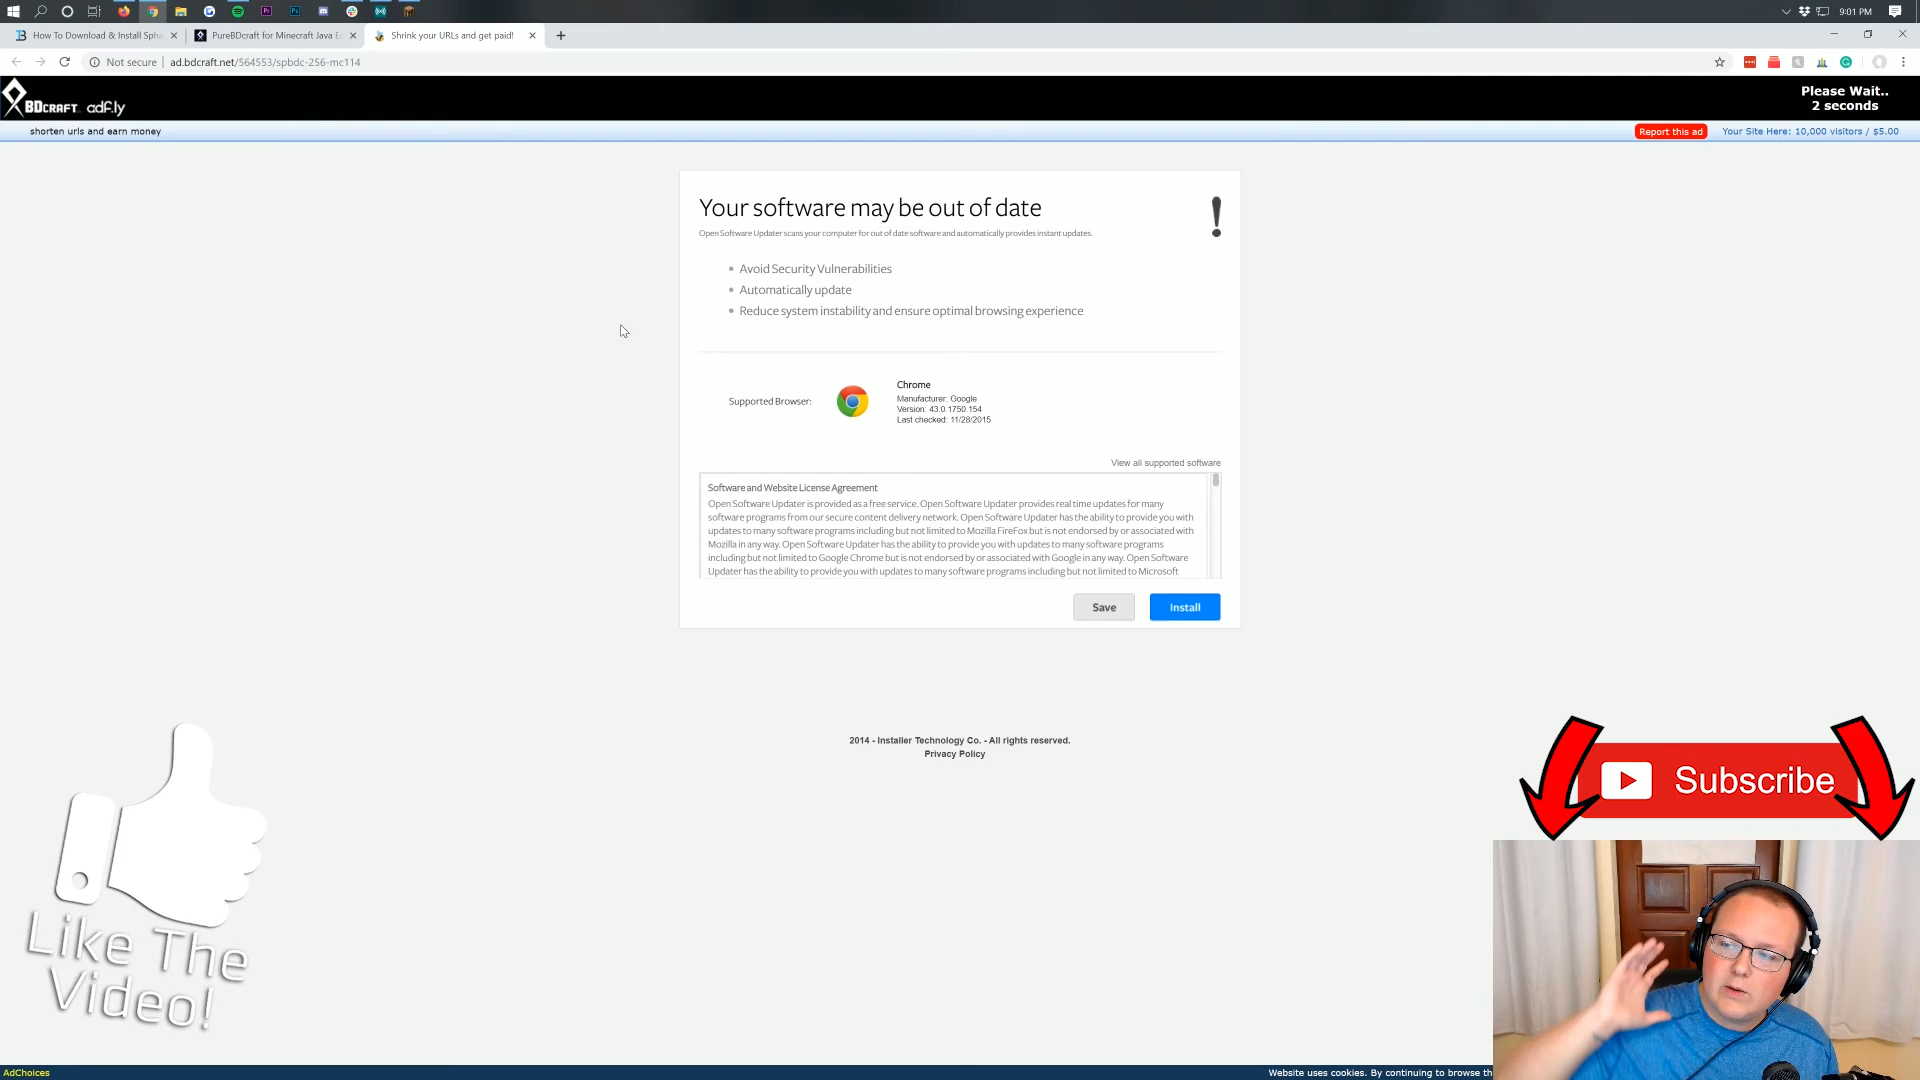 9:01 PM
How To Download & Install Spha
PureBDcraft for Minecraft Java E
Shrink your URLs and get paid!
Not secure | ad.bdcraft.net/564553/spbdc-256-mc114
BDCRAFT adf.ly
Please Wait..
2 seconds
shorten urls and earn money
Report this ad
Your Site Here: 10,000 visitors / $5.00
Your software may be out of date
Open Software Updater scans your computer for out of date software and automatically provides instant updates.
Avoid Security Vulnerabilities
Automatically update
Reduce system instability and ensure optimal browsing experience
Supported Browser:
Chrome
Manufacturer: Google
Version: 43.0.1750.154
Last checked: 11/28/2015
View all supported software
Software and Website License Agreement
Open Software Updater is provided as a free service. Open Software Updater provides real time updates for many
software programs from our secure content delivery network. Open Software Updater has the ability to provide you with
updates to many software programs including but not limited to Mozilla FireFox but is not endorsed by or associated with
Mozilla in any way. Open Software Updater has the ability to provide you with updates to many software programs
including but not limited to Google Chrome but is not endorsed by or associated with Google in any way. Open Software
Updater has the ability to provide you with updates to many software programs including but not limited to Microsoft
Save
Install
2014 - Installer Technology Co. - All rights reserved.
Privacy Policy
Like The
Video!
Subscribe
AdChoices
Website uses cookies. By continuing to browse th